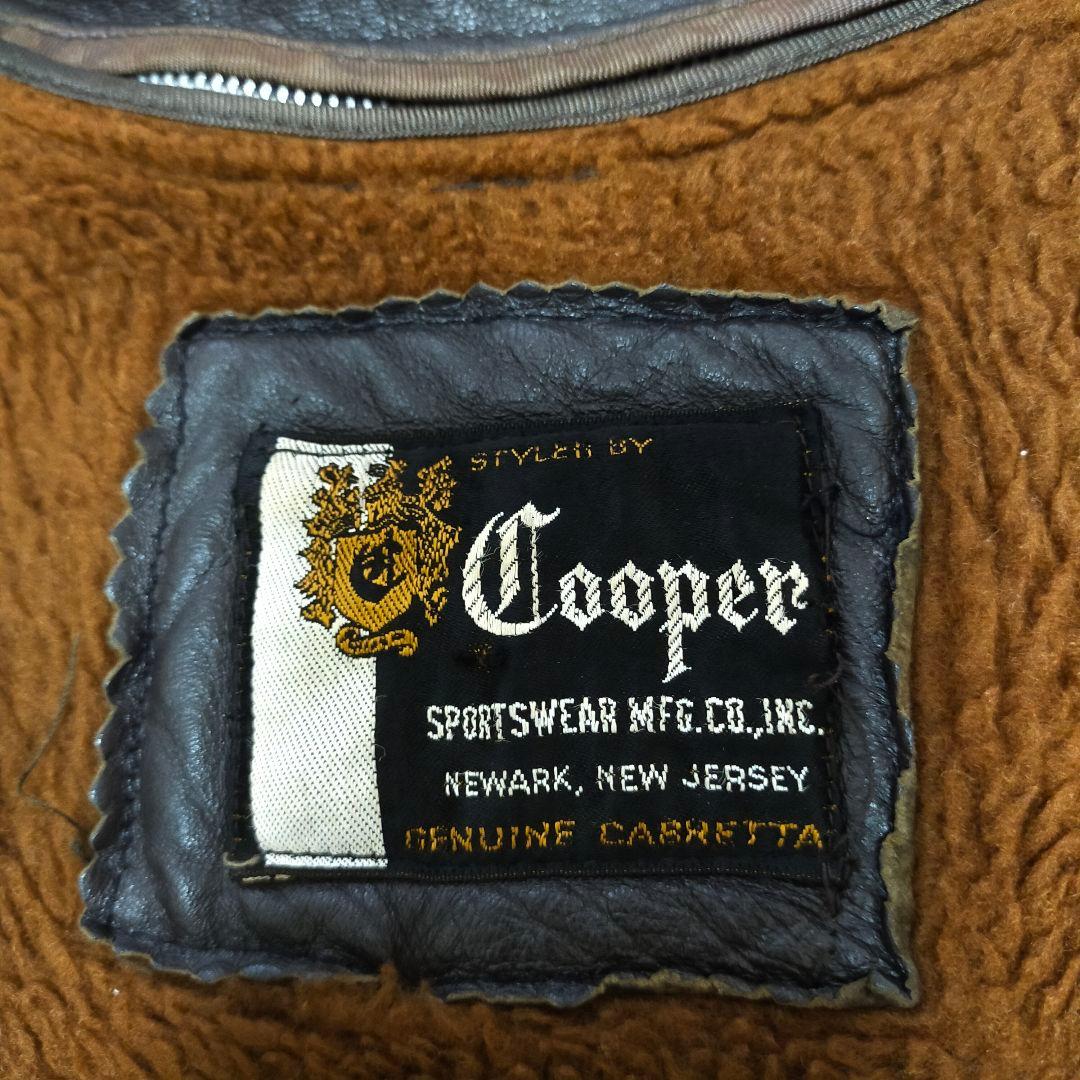 STYLED BY
Cooper
SPORTSWEAR MFG.CO.,INC.
NEWARK, NEW JERSEY
GENUINE CABRETTA